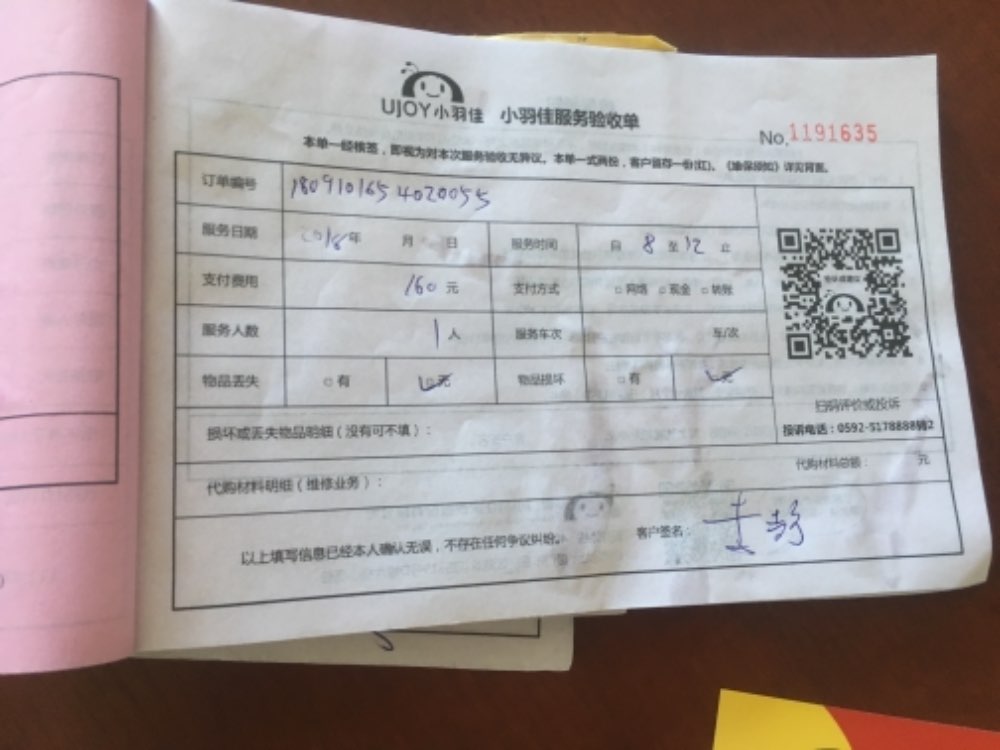 UJOY小羽佳 小羽佳服务验收单
No.1191635
本单一经核签，即视为对本次服务验收无异议。本单一式两份，客户留存一份(红)。《谁保须知》详见背面。
订单编号 180910165 4020055
服务日期 2018年 月 日 服务时间 自 8 至 12 止
支付费用 160 元 支付方式 □网络 □现金 □转账
服务人数 1 人 服务车次 车/次
物品丢失 □有 □无 物品损坏 □有 □无
扫码评价或投诉
损坏或丢失物品明细（没有可不填）：
投诉电话：0592-5178888转2
代购材料明细（维修业务）：
代购材料总额： 元
以上填写信息已经本人确认无误，不存在任何争议纠纷。
客户签名：